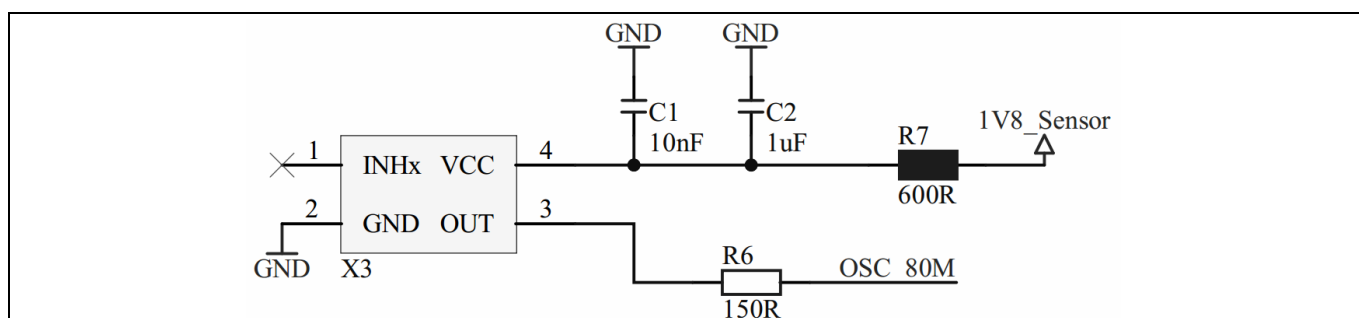 GND GND
C1 C2 1V8_Sensor
1 4 10nF 1uF R7
INHx VCC
600R
2 3
GND OUT
GND X3 R6 OSC_80M
150R